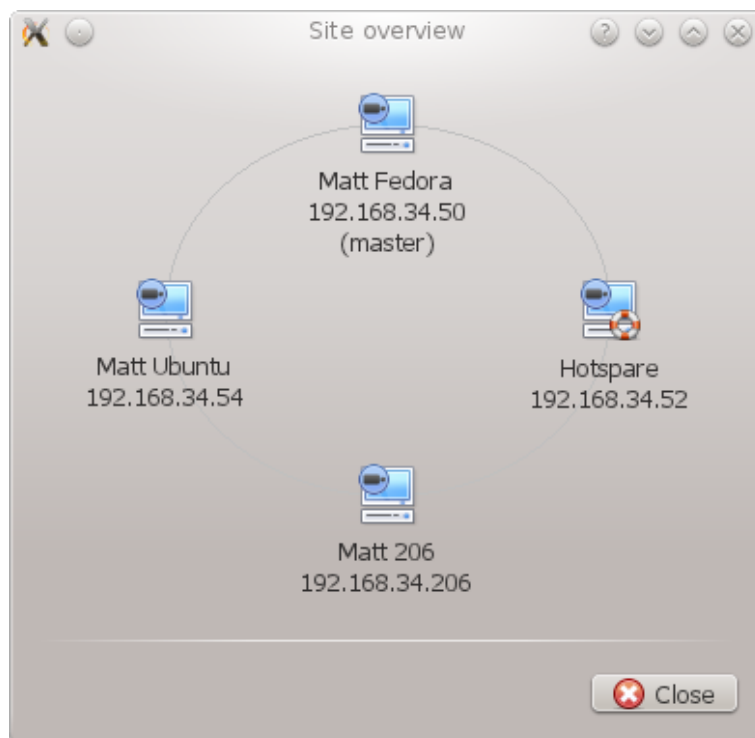 Site overview
Matt Fedora
192.168.34.50
(master)
Matt Ubuntu
192.168.34.54
Hotspare
192.168.34.52
Matt 206
192.168.34.206
Close